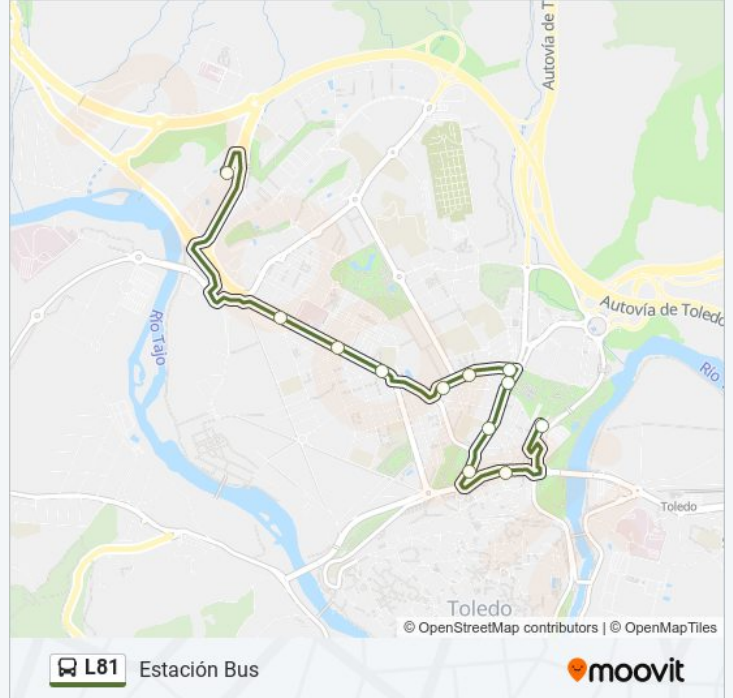 Autovía de T
Autovía de Toledo
Río Tajo
Río
Toledo
Toledo
© OpenStreetMap contributors | © OpenMapTiles
L81 Estación Bus moovit